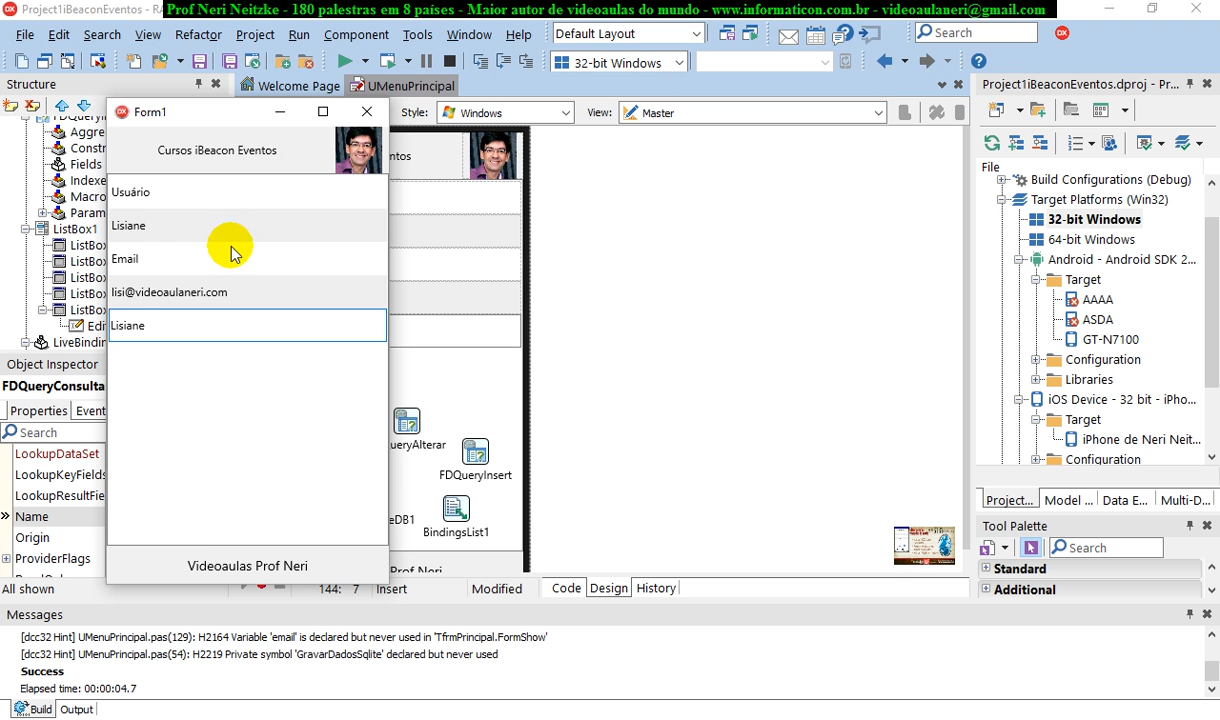 Project1iBeaconEventos - RA
Prof Neri Neitzke - 180 palestras em 8 países - Maior autor de videoaulas do mundo - www.informaticon.com.br - videoaulaneri@gmail.com
File Edit Search View Refactor Project Run Component Tools Window Help
Default Layout
Search
32-bit Windows
Structure
Welcome Page
UMenuPrincipal
Project1iBeaconEventos.dproj - Pr...
Form1
Style: Windows
View: Master
Cursos iBeacon Eventos
ntos
Usuário
Lisiane
Email
lisi@videoaulaneri.com
Lisiane
Videoaulas Prof Neri
FDQueryIn
Aggre
Constr
Fields
Indexe
Macro
Param
ListBox1
ListBo
ListBo
ListBo
ListBo
ListBo
Edi
LiveBindin
Object Inspector
FDQueryConsulta
Properties
Event
Search
LookupDataSet
LookupKeyFields
LookupResultFie
Name
Origin
ProviderFlags
All shown
ueryAlterar
FDQueryInsert
eDB1
BindingsList1
Prof Neri
144: 7
Insert
Modified
Code
Design
History
File
Build Configurations (Debug)
Target Platforms (Win32)
32-bit Windows
64-bit Windows
Android - Android SDK 2...
Target
AAAA
ASDA
GT-N7100
Configuration
Libraries
iOS Device - 32 bit - iPho...
Target
iPhone de Neri Neit...
Configuration
Project...
Model ...
Data E...
Multi-D...
Tool Palette
Search
Standard
Additional
Messages
[dcc32 Hint] UMenuPrincipal.pas(129): H2164 Variable 'email' is declared but never used in 'TfrmPrincipal.FormShow'
[dcc32 Hint] UMenuPrincipal.pas(54): H2219 Private symbol 'GravarDadosSqlite' declared but never used
Success
Elapsed time: 00:00:04.7
Build
Output